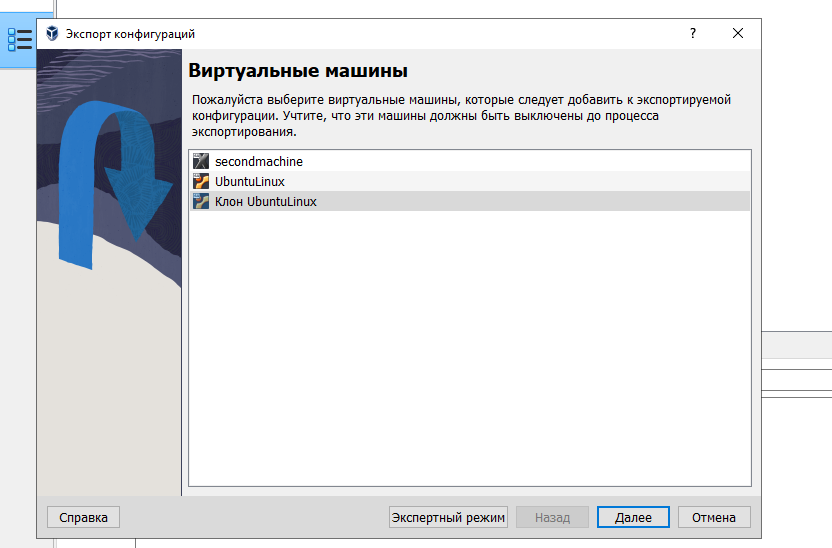 Экспорт конфигураций
?
Виртуальные машины
Пожалуйста выберите виртуальные машины, которые следует добавить к экспортируемой
конфигурации. Учтите, что эти машины должны быть выключены до процесса
экспортирования.
secondmachine
UbuntuLinux
Клон UbuntuLinux
Справка
Экспертный режим
Назад
Далее
Отмена